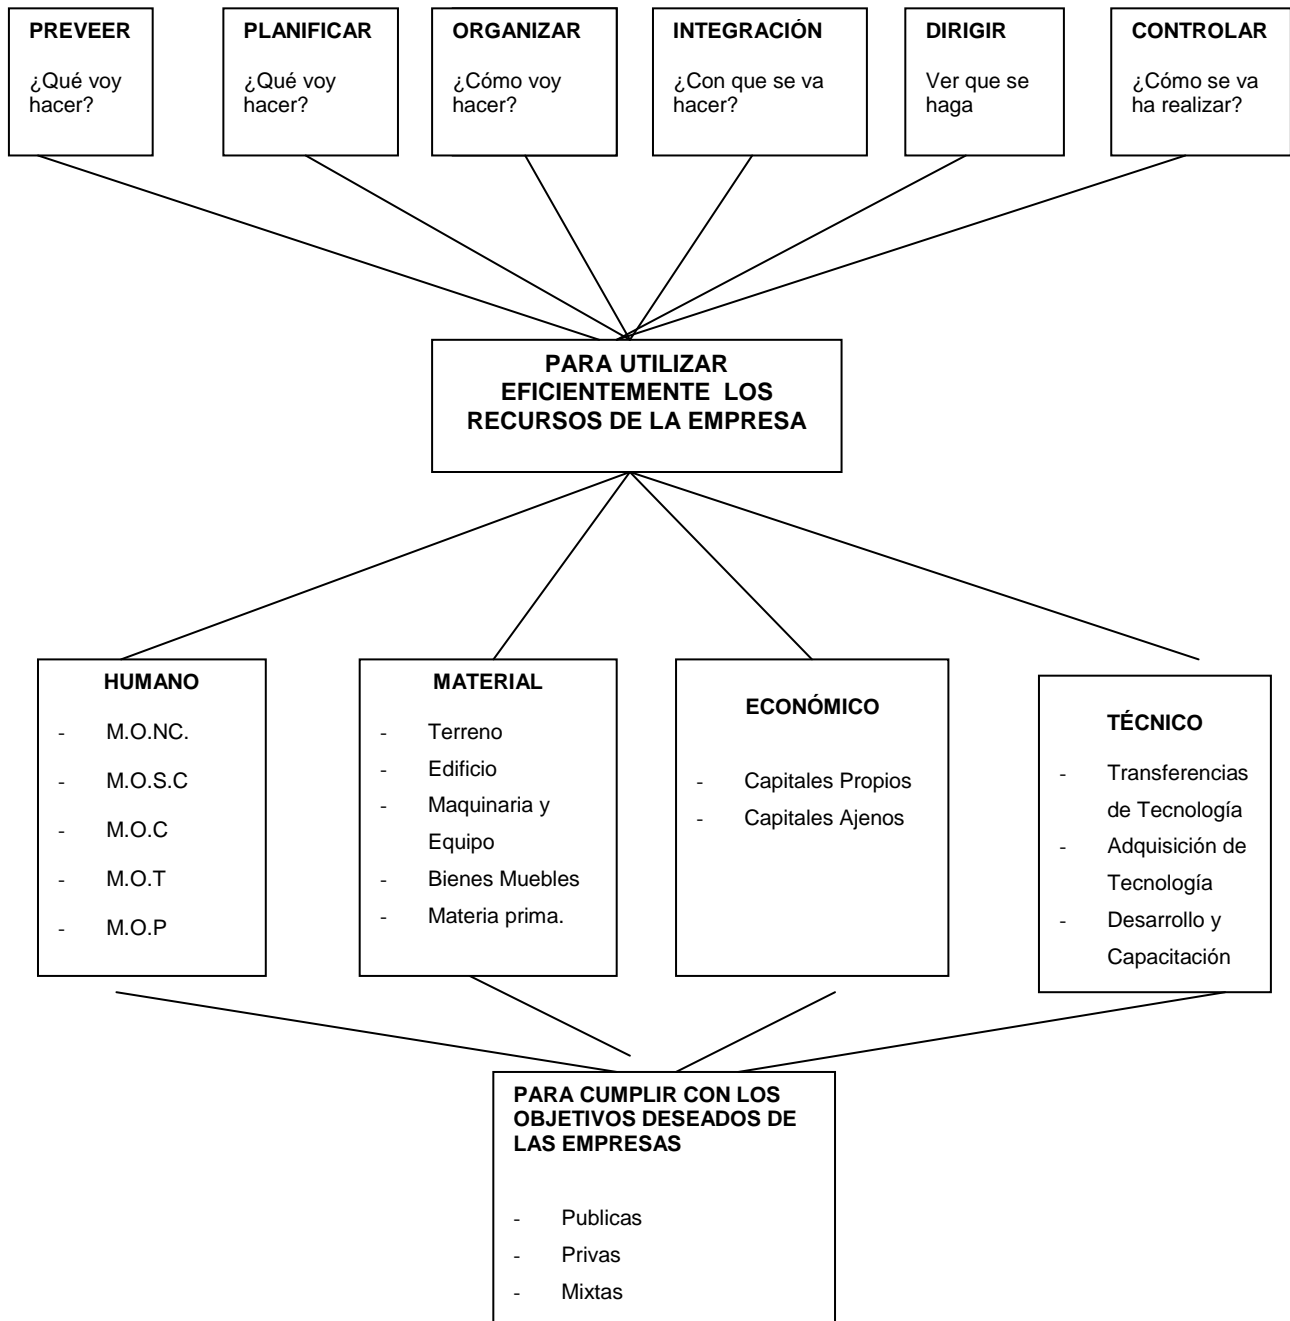 PREVEER
¿Qué voy
hacer?
PLANIFICAR
¿Qué voy
hacer?
ORGANIZAR
¿Cómo voy
hacer?
INTEGRACIÓN
¿Con que se va
hacer?
DIRIGIR
Ver que se
haga
CONTROLAR
¿Cómo se va
ha realizar?
PARA UTILIZAR
EFICIENTEMENTE LOS
RECURSOS DE LA EMPRESA
HUMANO
- M.O.NC.
- M.O.S.C
- M.O.C
- M.O.T
- M.O.P
MATERIAL
- Terreno
- Edificio
- Maquinaria y
Equipo
- Bienes Muebles
- Materia prima.
ECONÓMICO
- Capitales Propios
- Capitales Ajenos
TÉCNICO
- Transferencias
de Tecnología
- Adquisición de
Tecnología
- Desarrollo y
Capacitación
PARA CUMPLIR CON LOS
OBJETIVOS DESEADOS DE
LAS EMPRESAS
- Publicas
- Privas
- Mixtas